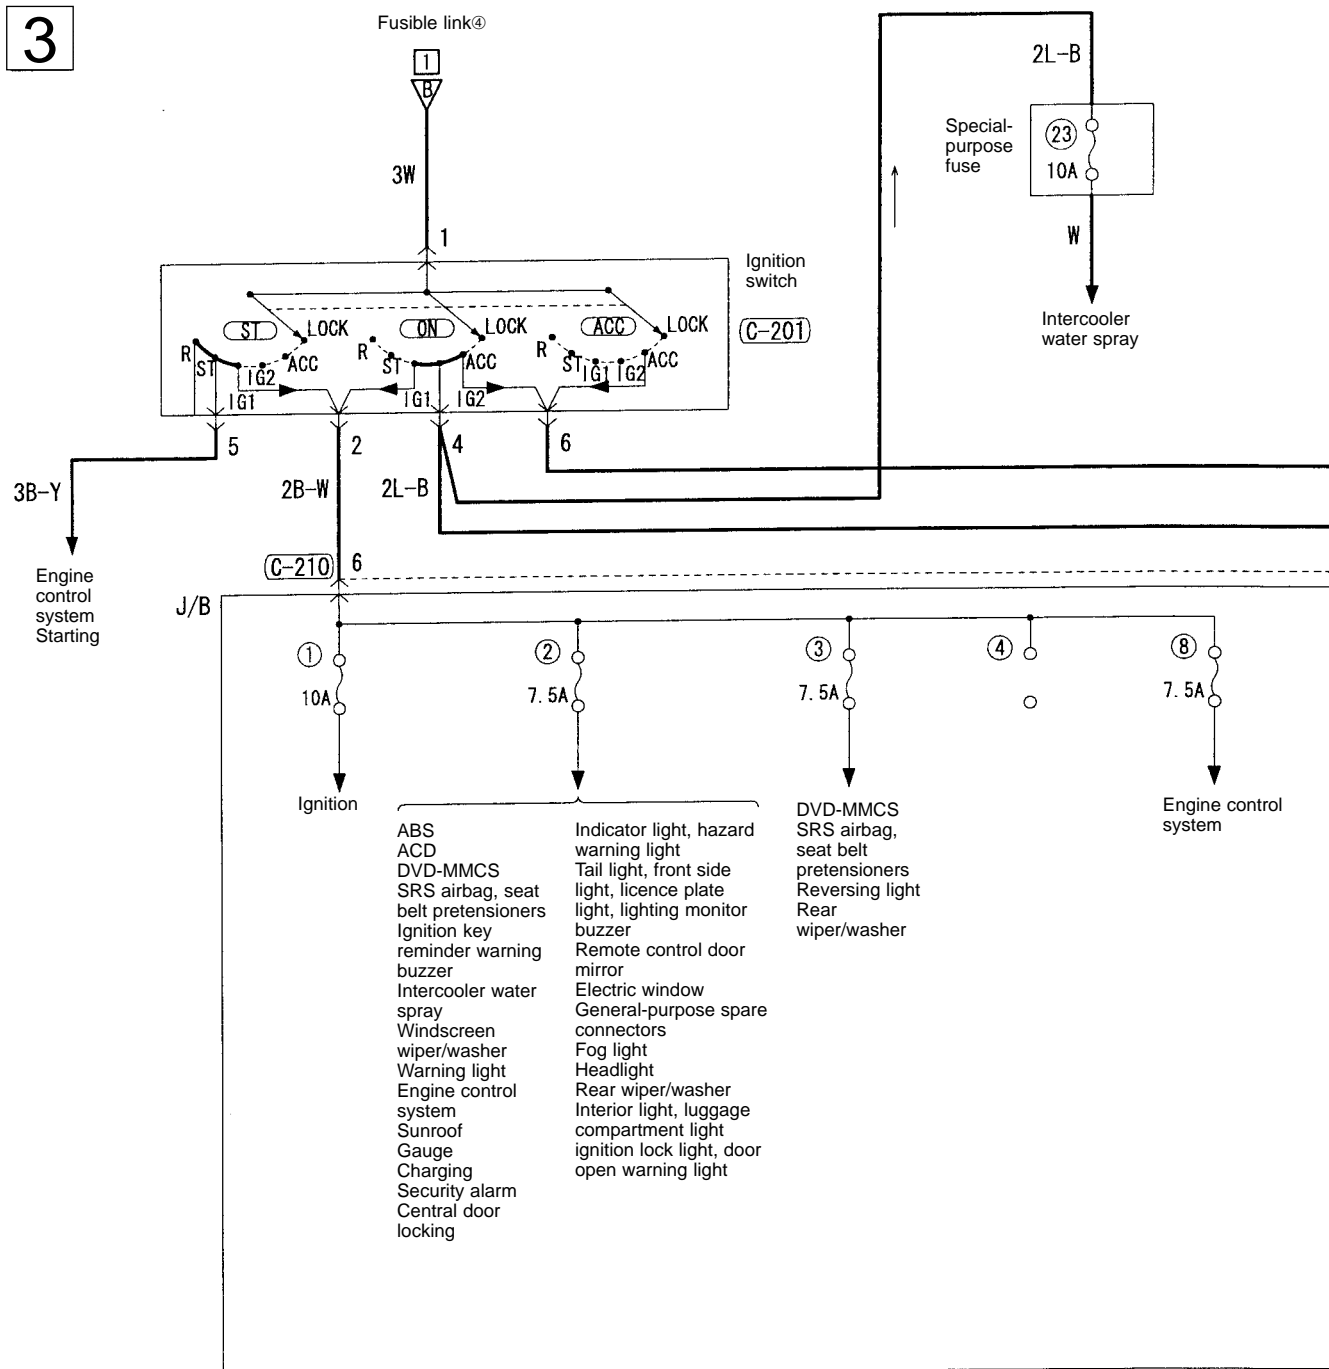 3
Fusible link④
1
B
3W
1
2L-B
Special-
purpose
fuse
23
10A
W
Intercooler
water spray
Ignition
switch
C-201
ST
LOCK
ON
LOCK
ACC
LOCK
R
ST
IG1
IG2
ACC
R
ST
IG1
IG2
ACC
R
ST
IG1
IG2
ACC
5
2
4
6
3B-Y
2B-W
2L-B
Engine
control
system
Starting
C-210
6
J/B
1
10A
2
7.5A
3
7.5A
4
8
7.5A
Ignition
ABS
ACD
DVD-MMCS
SRS airbag, seat
belt pretensioners
Ignition key
reminder warning
buzzer
Intercooler water
spray
Windscreen
wiper/washer
Warning light
Engine control
system
Sunroof
Gauge
Charging
Security alarm
Central door
locking
Indicator light, hazard
warning light
Tail light, front side
light, licence plate
light, lighting monitor
buzzer
Remote control door
mirror
Electric window
General-purpose spare
connectors
Fog light
Headlight
Rear wiper/washer
Interior light, luggage
compartment light
ignition lock light, door
open warning light
DVD-MMCS
SRS airbag,
seat belt
pretensioners
Reversing light
Rear
wiper/washer
Engine control
system